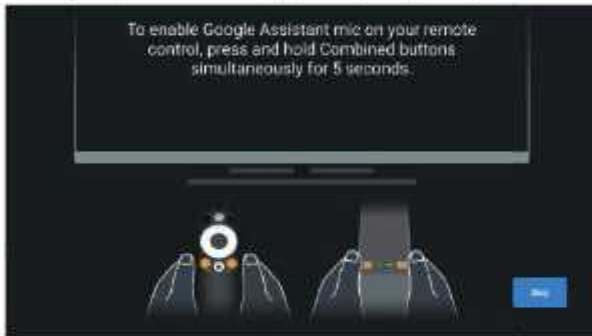 To enable Google Assistant mic on your remote
control, press and hold Combined buttons
simultaneously for 5 seconds.